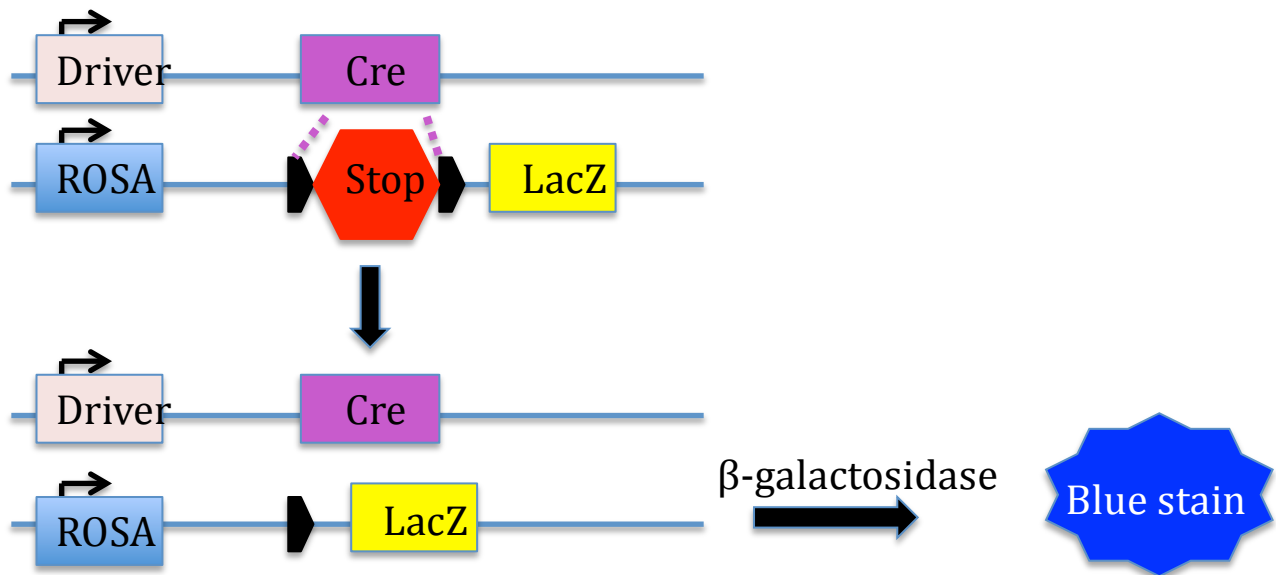 Driver Cre
ROSA Stop LacZ
Driver Cre
ROSA LacZ
β-galactosidase
Blue stain